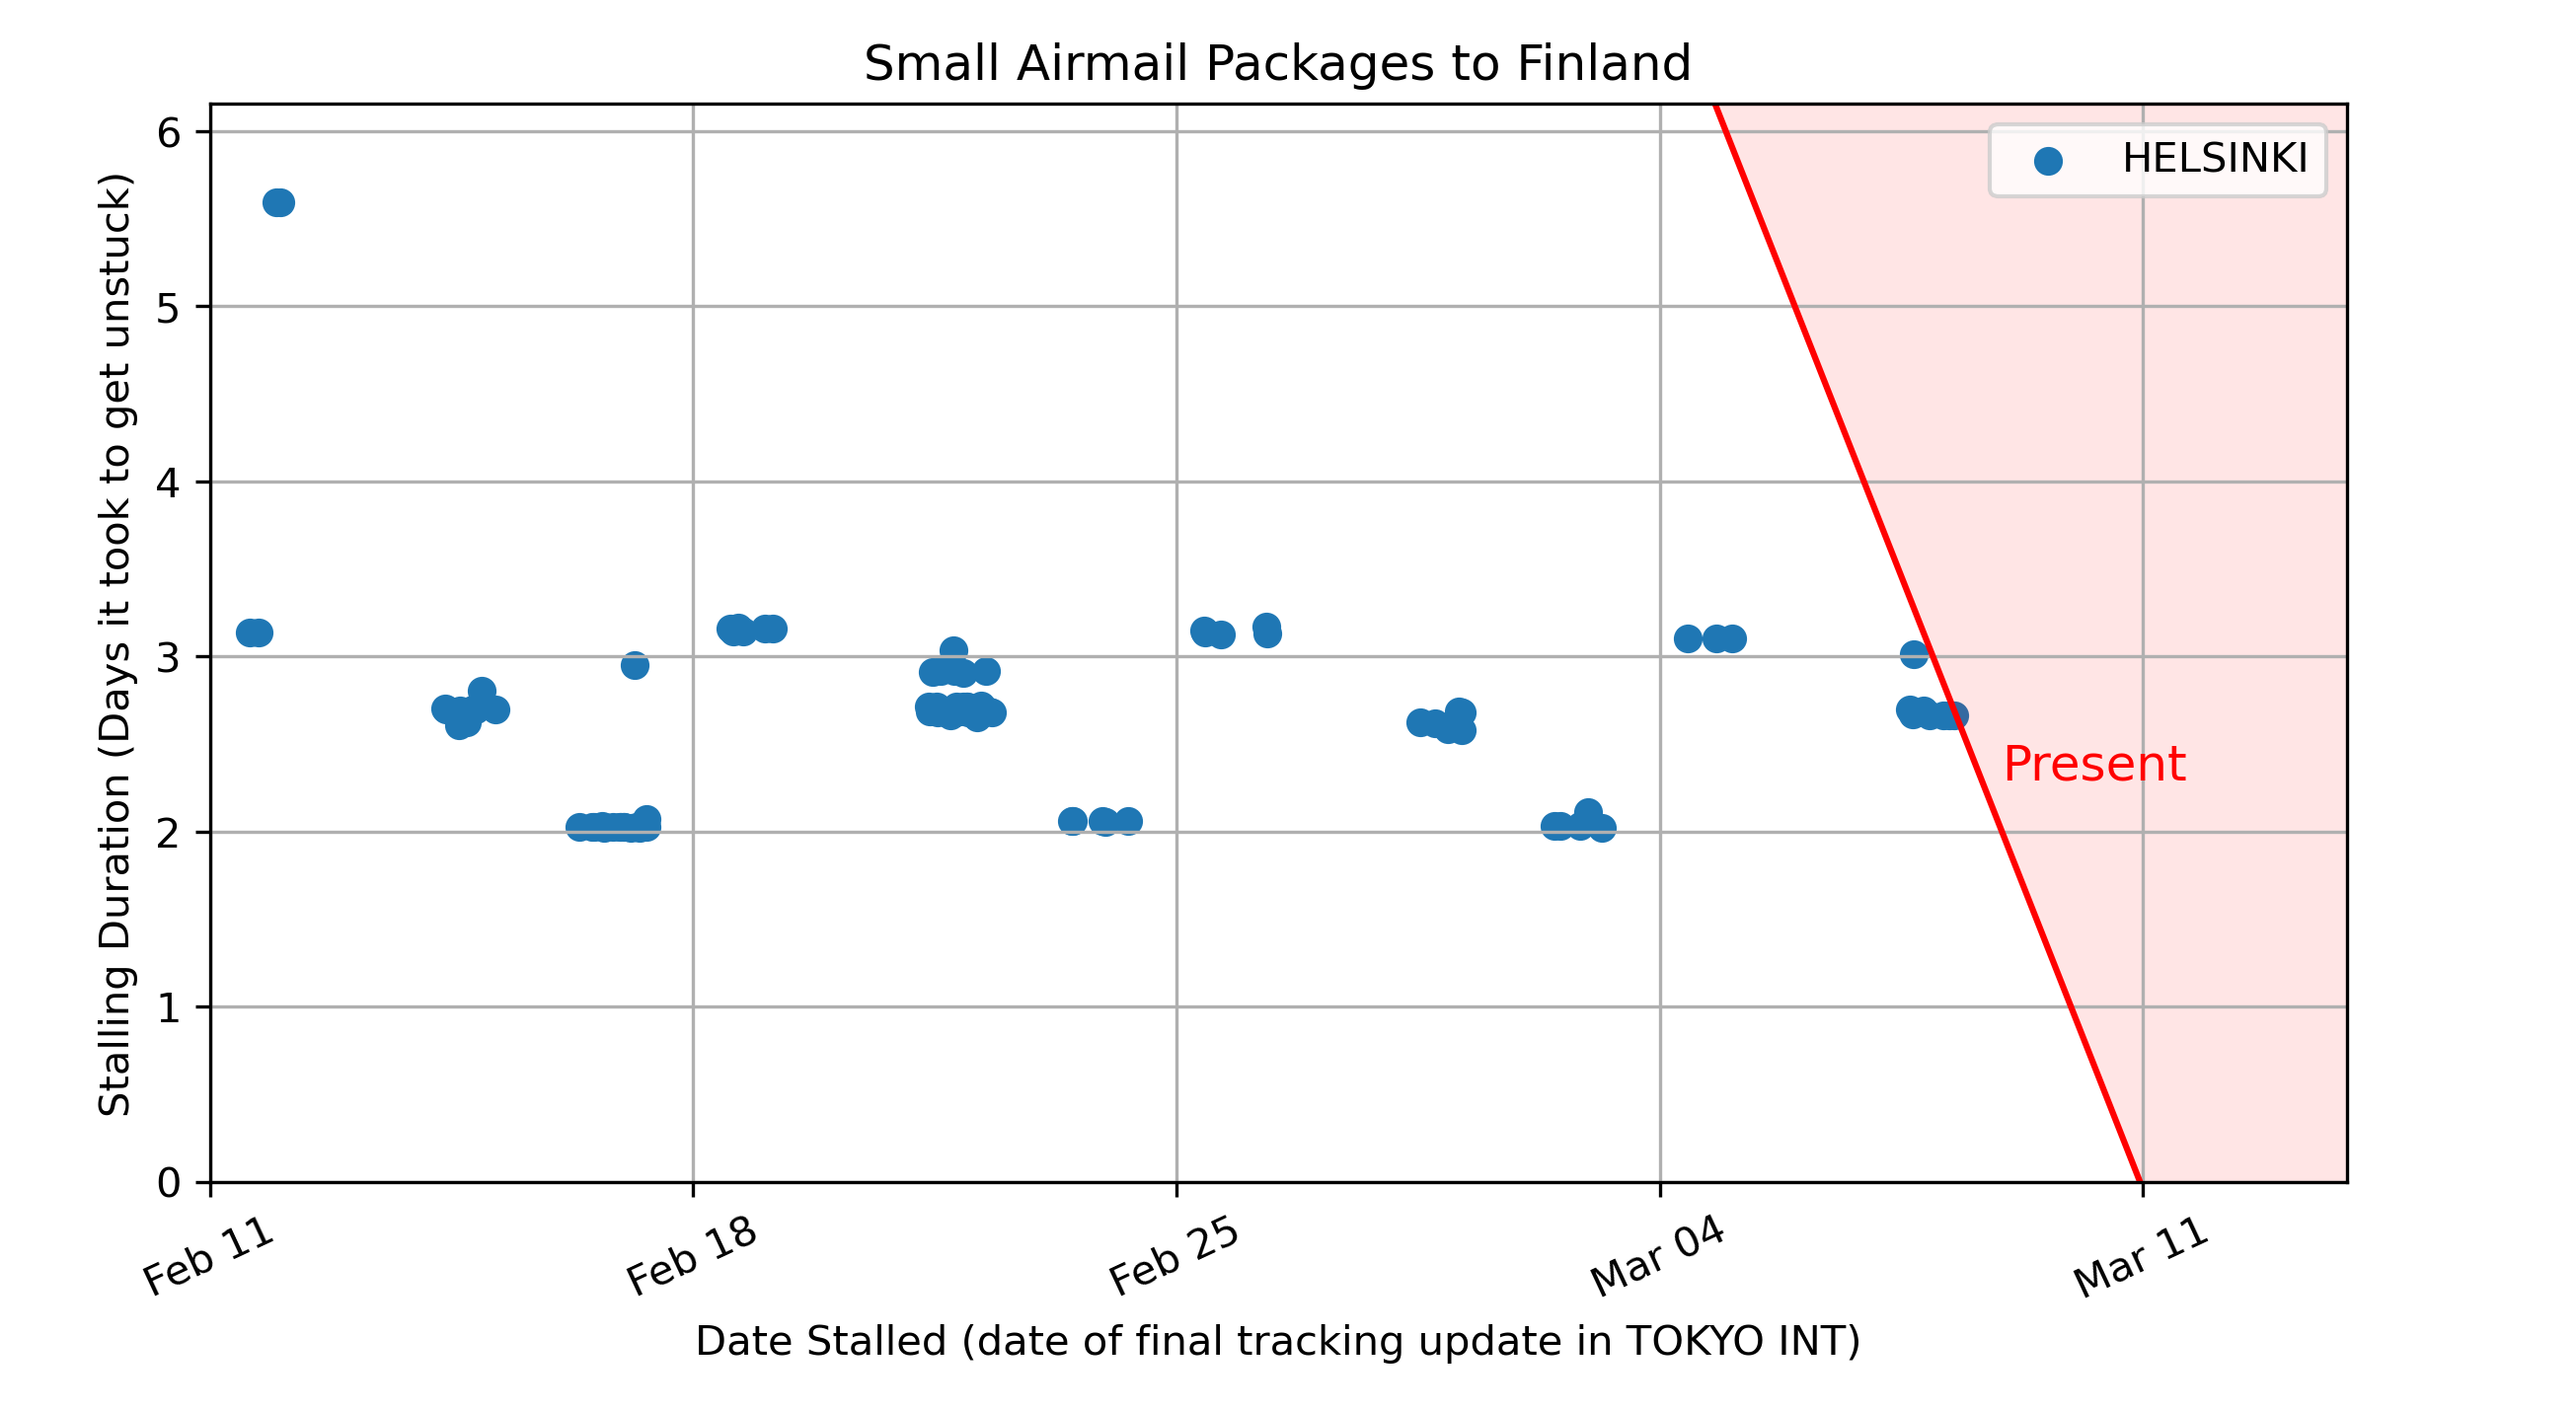 Small Airmail Packages to Finland
Stalling Duration (Days it took to get unstuck)
6
5
4
3
2
1
0
HELSINKI
Present
Feb 11
Feb 18
Feb 25
Mar 04
Mar 11
Date Stalled (date of final tracking update in TOKYO INT)